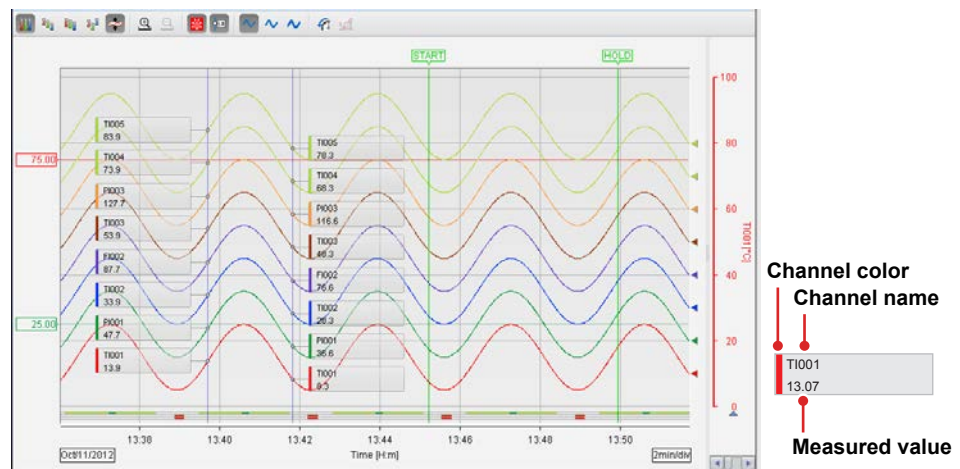 START
HOLD
100
80
60
40
20
0
TI001[°C]
75.00
25.00
TI005
83.9
TI004
73.9
PI003
127.7
TI003
53.9
FI002
87.7
TI002
33.9
PI001
47.7
TI001
13.9
TI005
78.3
TI004
68.3
PI003
116.6
TI003
48.3
FI002
76.6
TI002
28.3
PI001
36.6
TI001
8.3
13:38
13:40
13:42
13:44
13:46
13:48
13:50
Oct/11/2012
Time [H:m]
2min/div
Channel color
Channel name
TI001
13.07
Measured value